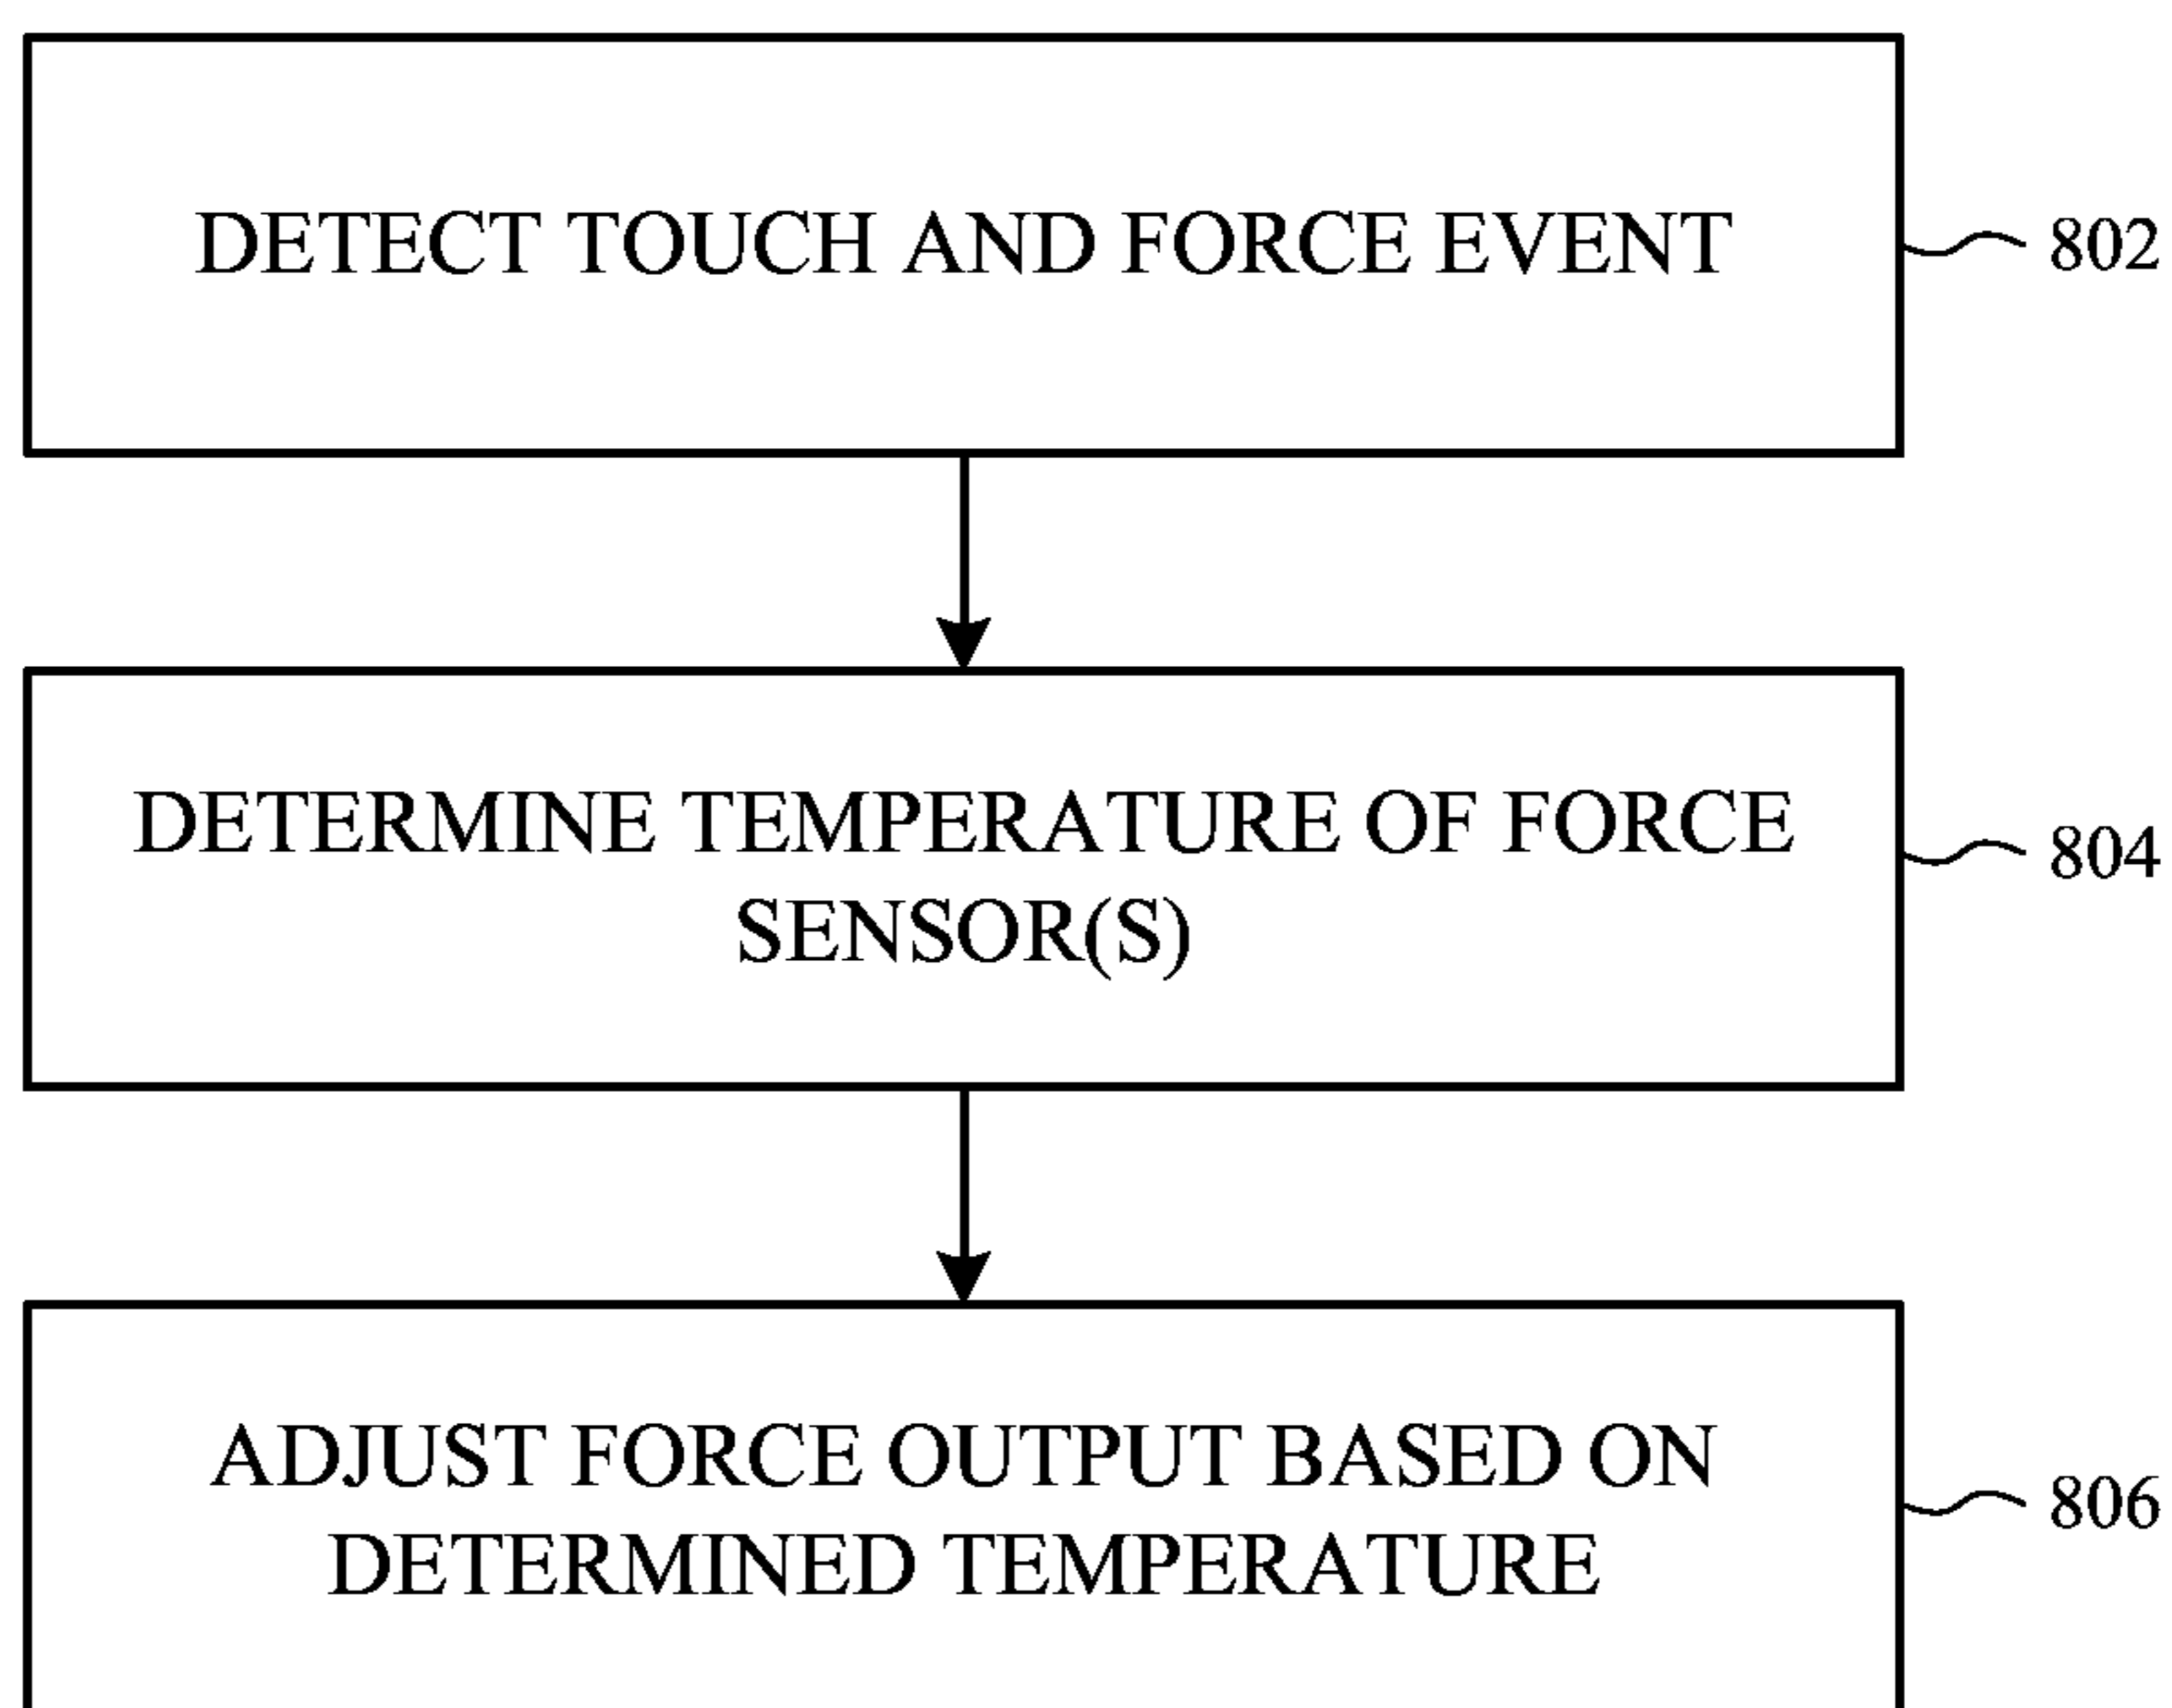 DETECT TOUCH AND FORCE EVENT
802
DETERMINE TEMPERATURE OF FORCE
SENSOR(S)
804
ADJUST FORCE OUTPUT BASED ON
DETERMINED TEMPERATURE
806